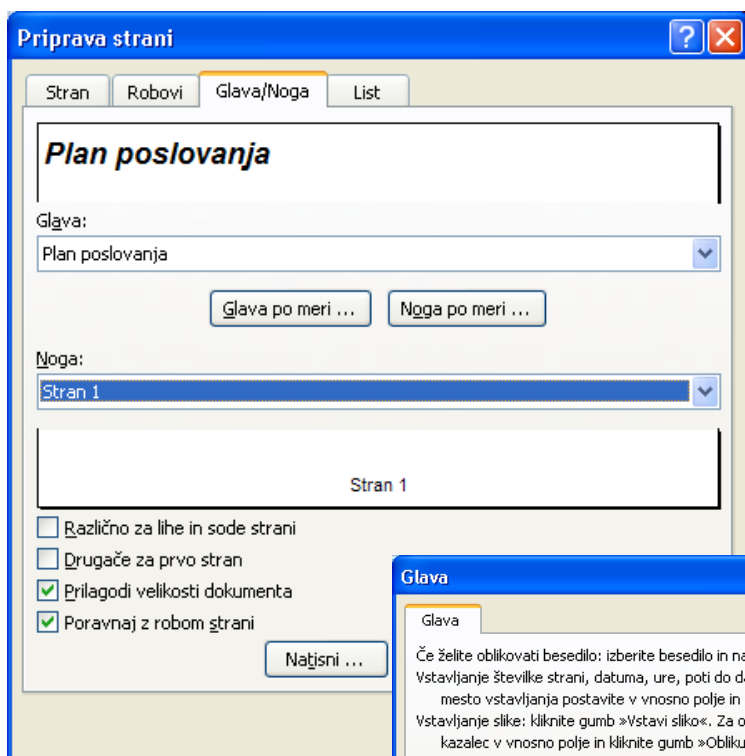 Priprava strani
Stran Robovi Glava/Noga List
Plan poslovanja
Glava:
Plan poslovanja
Glava po meri ... Noga po meri ...
Noga:
Stran 1
Stran 1
Različno za lihe in sode strani
Drugače za prvo stran
Prilagodi velikosti dokumenta
Poravnaj z robom strani
Natisni ...
Glava
Glava
Če želite oblikovati besedilo: izberite besedilo in
Vstavljanje številke strani, datuma, ure, poti do
mesto vstavljanja postavite v vnosno polje in
Vstavljanje slike: kliknite gumb »Vstavi sliko«. Za
kazalec v vnosno polje in kliknite gumb